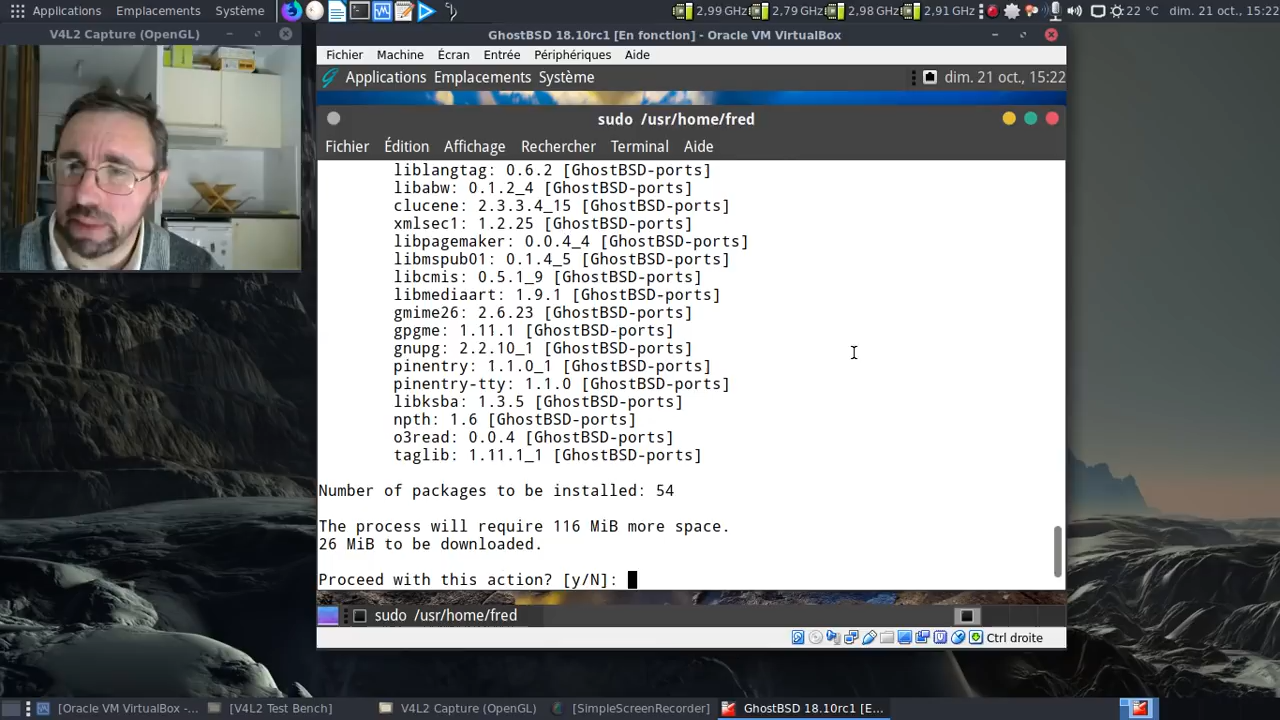 Applications Emplacements Système 2,99 GHz 2,79 GHz 2,98 GHz 2,91 GHz 22 °C dim. 21 oct., 15:22
V4L2 Capture (OpenGL)
GhostBSD 18.10rc1 [En fonction] - Oracle VM VirtualBox
Fichier Machine Écran Entrée Périphériques Aide
Applications Emplacements Système dim. 21 oct., 15:22
sudo /usr/home/fred
Fichier Édition Affichage Rechercher Terminal Aide
liblangtag: 0.6.2 [GhostBSD-ports]
libabw: 0.1.2_4 [GhostBSD-ports]
clucene: 2.3.3.4_15 [GhostBSD-ports]
xmlsec1: 1.2.25 [GhostBSD-ports]
libpagemaker: 0.0.4_4 [GhostBSD-ports]
libmspub01: 0.1.4_5 [GhostBSD-ports]
libcmis: 0.5.1_9 [GhostBSD-ports]
libmediaart: 1.9.1 [GhostBSD-ports]
gmime26: 2.6.23 [GhostBSD-ports]
gpgme: 1.11.1 [GhostBSD-ports]
gnupg: 2.2.10_1 [GhostBSD-ports]
pinentry: 1.1.0_1 [GhostBSD-ports]
pinentry-tty: 1.1.0 [GhostBSD-ports]
libksba: 1.3.5 [GhostBSD-ports]
npth: 1.6 [GhostBSD-ports]
o3read: 0.0.4 [GhostBSD-ports]
taglib: 1.11.1_1 [GhostBSD-ports]
Number of packages to be installed: 54
The process will require 116 MiB more space.
26 MiB to be downloaded.
Proceed with this action? [y/N]:
sudo /usr/home/fred
Ctrl droite
[Oracle VM VirtualBox -... [V4L2 Test Bench] V4L2 Capture (OpenGL) [SimpleScreenRecorder] GhostBSD 18.10rc1 [E...